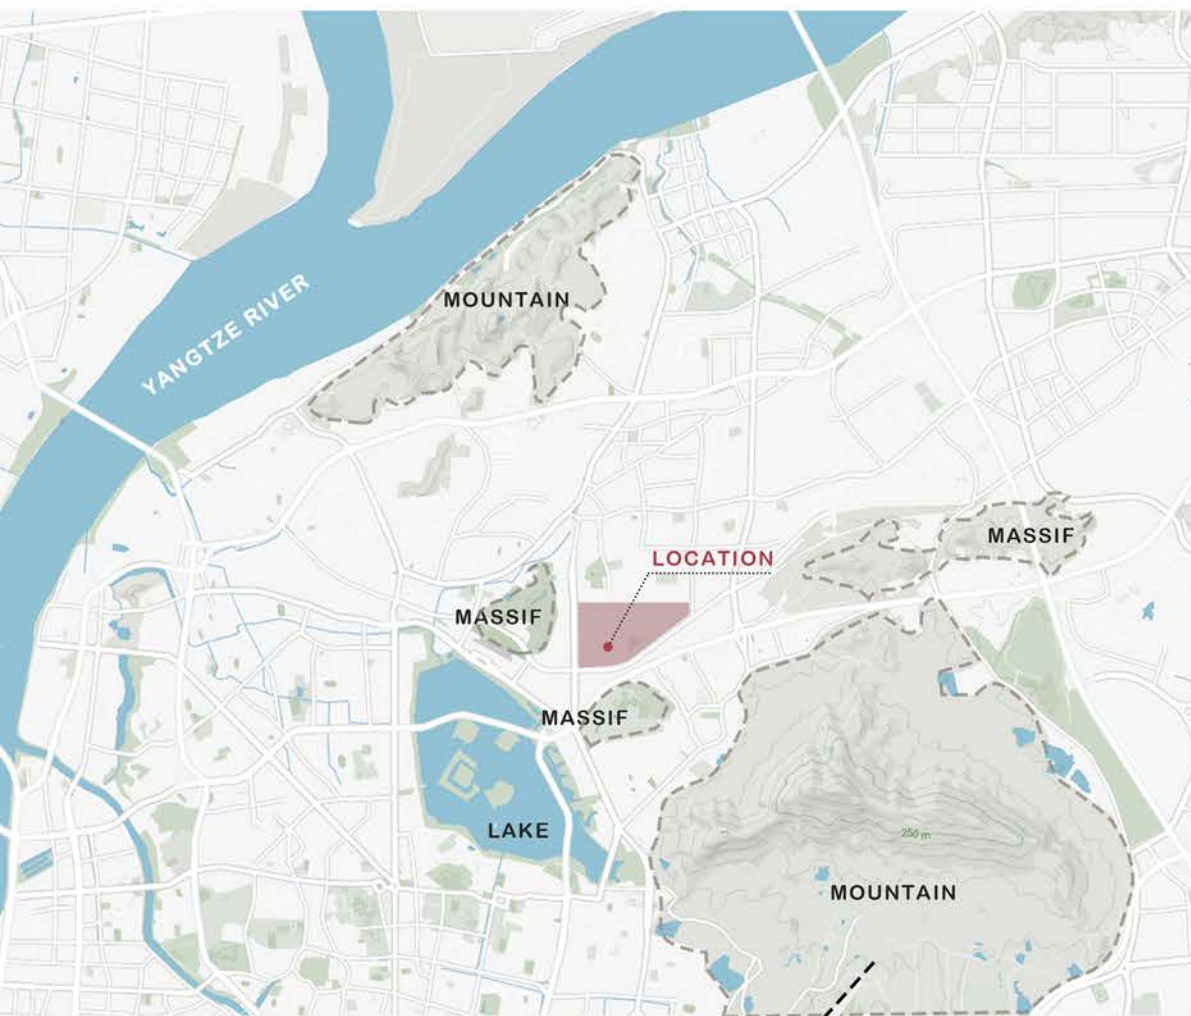 MOUNTAIN
YANGTZE RIVER
MASSIF
LOCATION
MASSIF
MASSIF
LAKE
250 m
MOUNTAIN